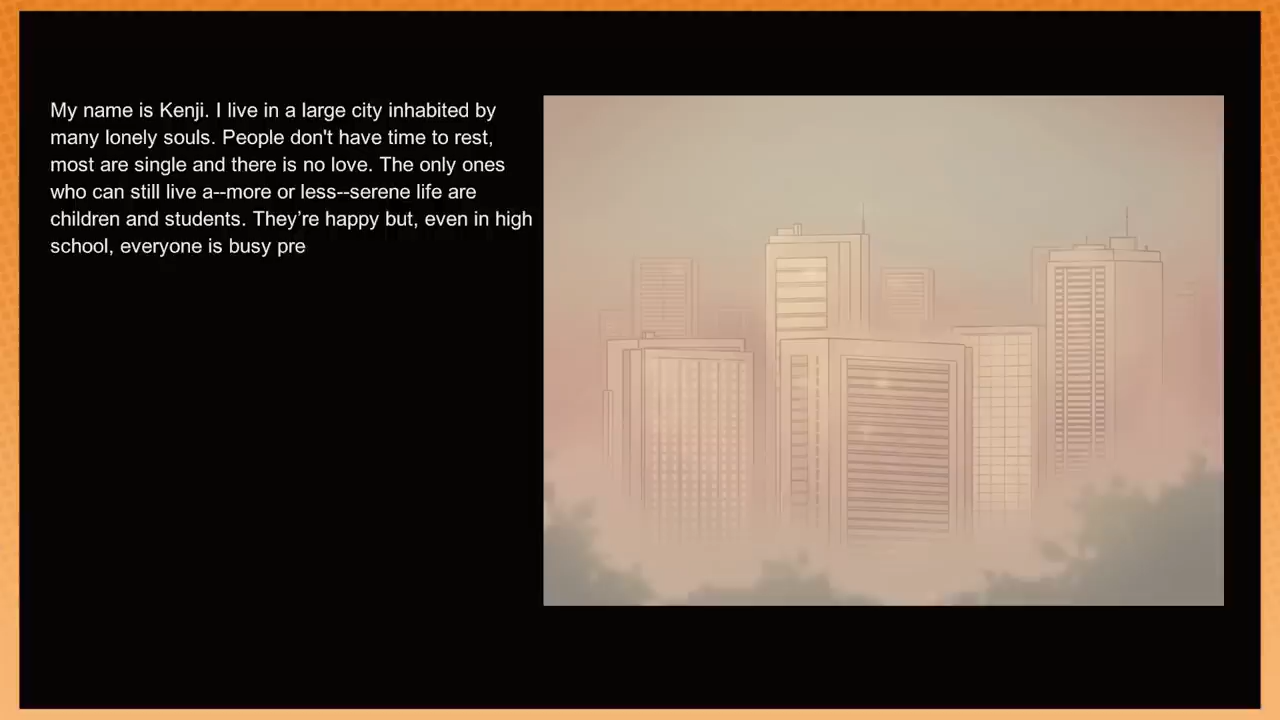 My name is Kenji. I live in a large city inhabited by
many lonely souls. People don't have time to rest,
most are single and there is no love. The only ones
who can still live a--more or less--serene life are
children and students. They’re happy but, even in high
school, everyone is busy pre